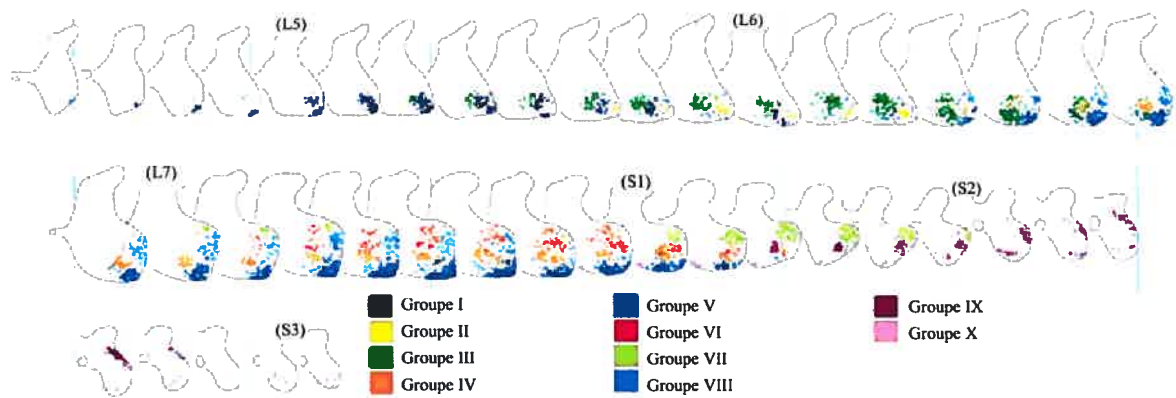 (L5)
(L6)
(L7)
(S1)
(S2)
(S3)
Groupe I
Groupe II
Groupe III
Groupe IV
Groupe V
Groupe VI
Groupe VII
Groupe VIII
Groupe IX
Groupe X